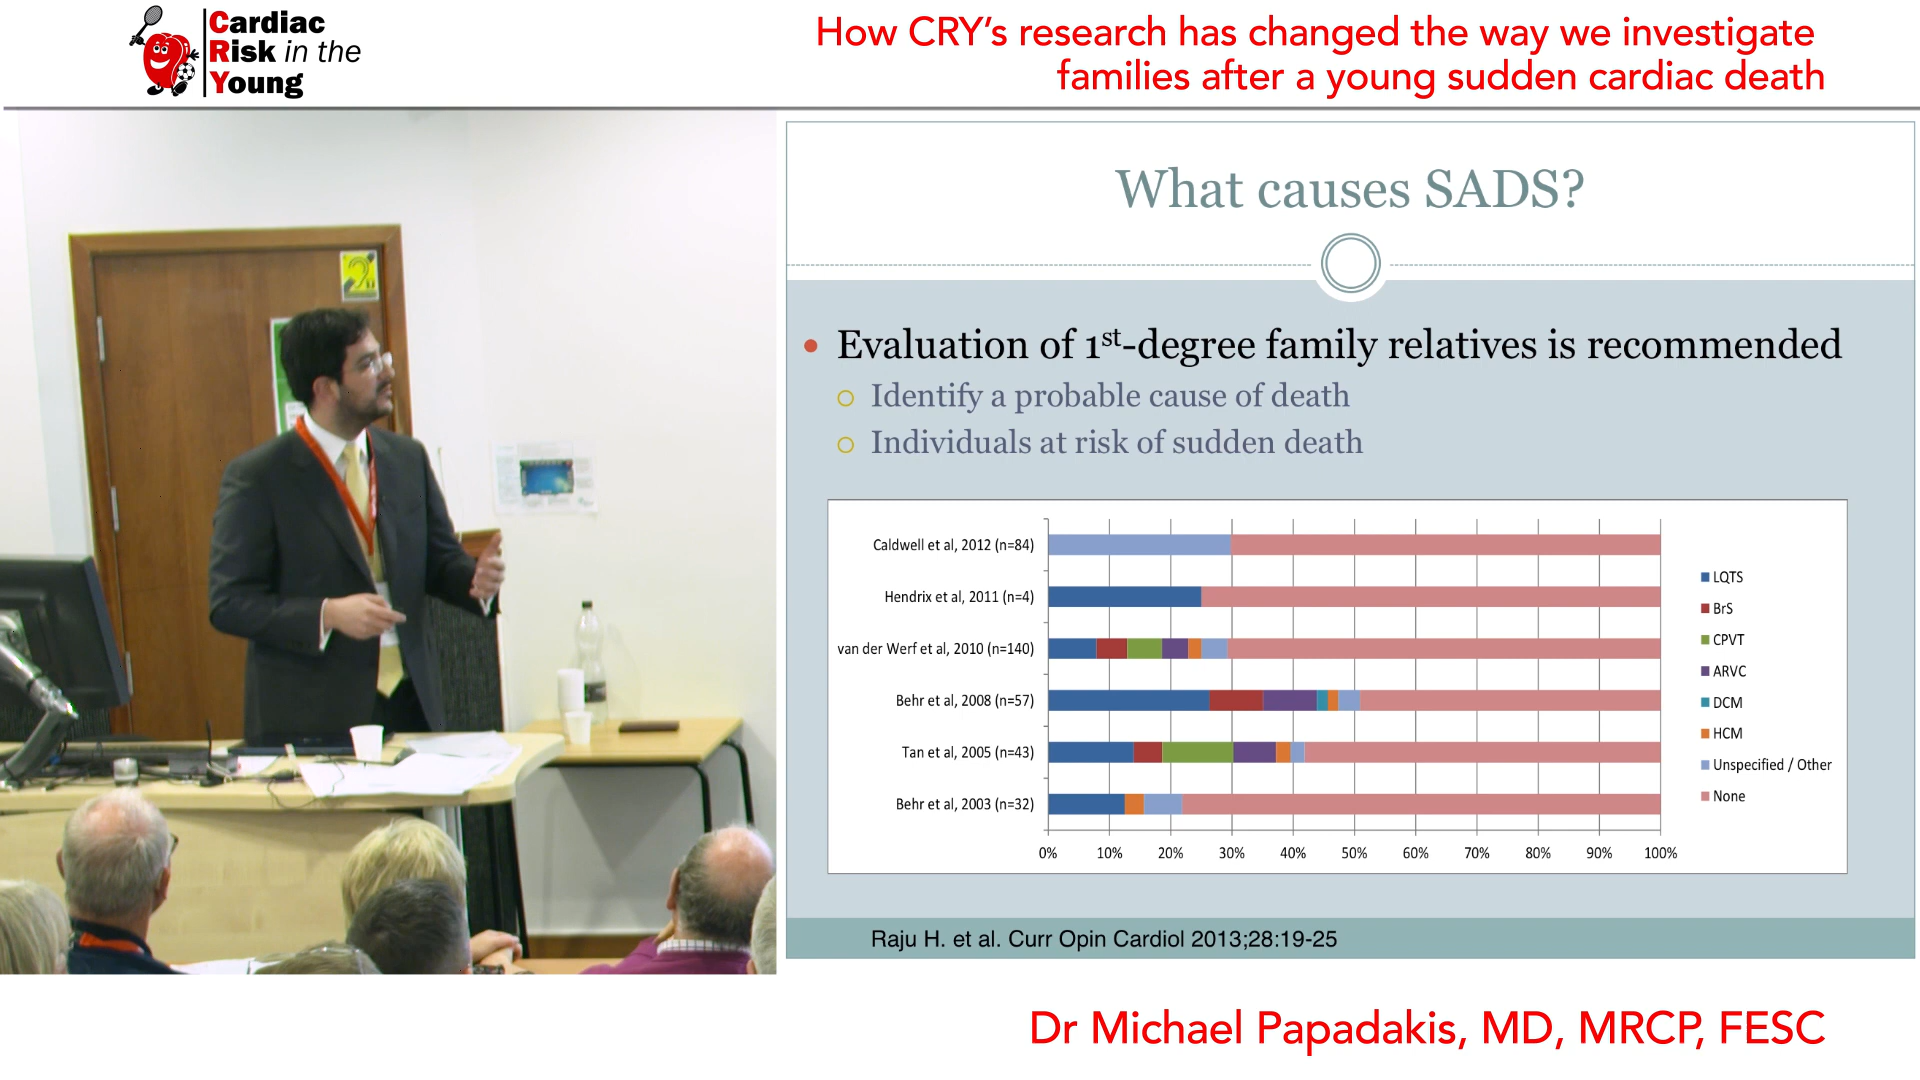 Cardiac
Risk in the
Young
How CRY's research has changed the way we investigate
families after a young sudden cardiac death
What causes SADS?
Evaluation of 1st-degree family relatives is recommended
Identify a probable cause of death
Individuals at risk of sudden death
Caldwell et al, 2012 (n=84)
Hendrix et al, 2011 (n=4)
van der Werf et al, 2010 (n=140)
Behr et al, 2008 (n=57)
Tan et al, 2005 (n=43)
Behr et al, 2003 (n=32)
0% 10% 20% 30% 40% 50% 60% 70% 80% 90% 100%
LQTS
BrS
CPVT
ARVC
DCM
HCM
Unspecified / Other
None
Raju H. et al. Curr Opin Cardiol 2013;28:19-25
Dr Michael Papadakis, MD, MRCP, FESC